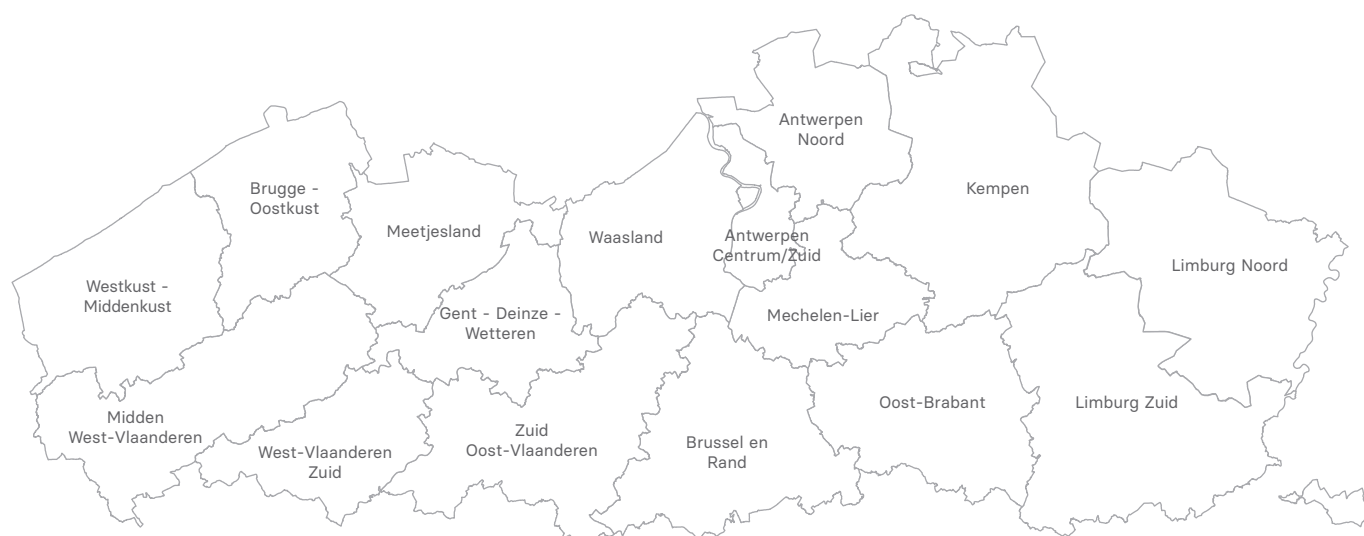 Antwerpen
Noord
Brugge -
Oostkust
Kempen
Meetjesland
Waasland
Antwerpen
Centrum/Zuid
Limburg Noord
Westkust -
Middenkust
Gent - Deinze -
Wetteren
Mechelen-Lier
Midden
West-Vlaanderen
Zuid
Oost-Vlaanderen
Oost-Brabant
Limburg Zuid
West-Vlaanderen
Zuid
Brussel en
Rand